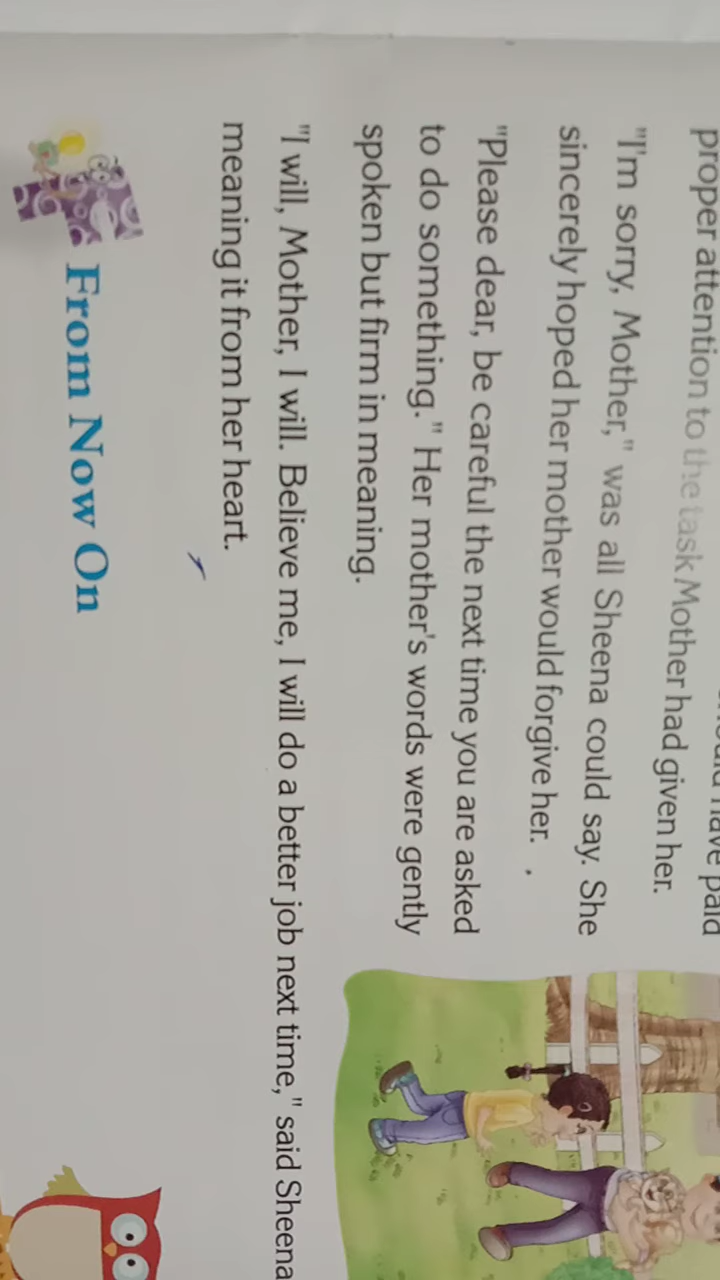 have paid
proper attention to the task Mother had given her.
"I'm sorry, Mother," was all Sheena could say. She
sincerely hoped her mother would forgive her.
"Please dear, be careful the next time you are asked
to do something." Her mother's words were gently
spoken but firm in meaning.
"I will, Mother, I will. Believe me, I will do a better job next time," said Sheena
meaning it from her heart.
From Now On